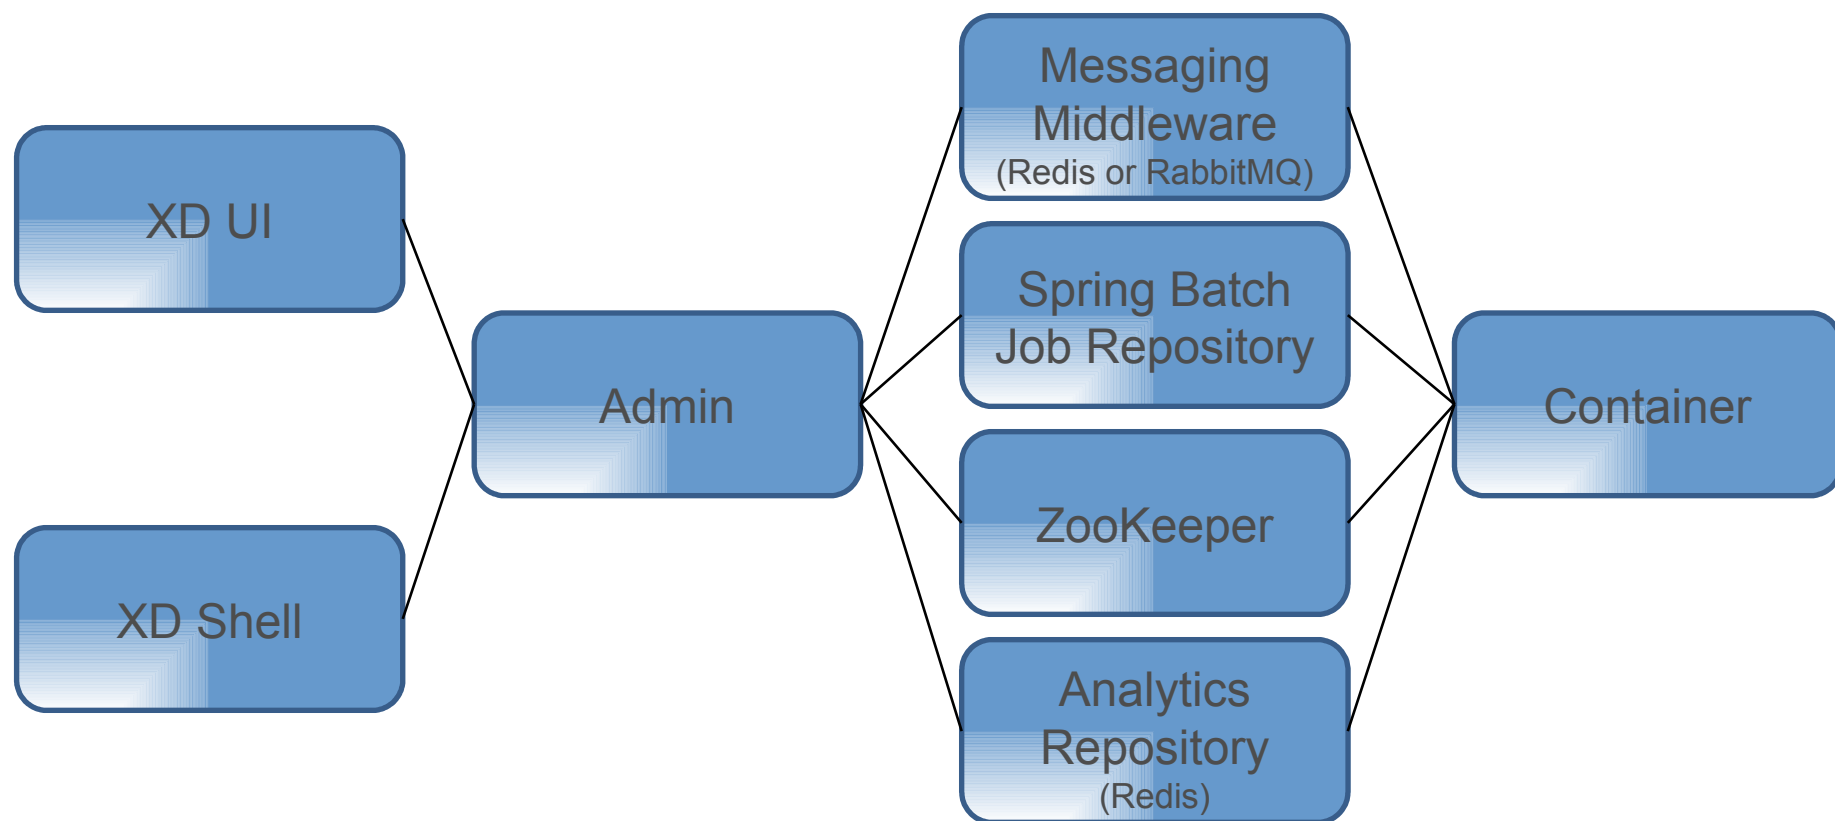 XD UI
XD Shell
Admin
Messaging
Middleware
(Redis or RabbitMQ)
Spring Batch
Job Repository
ZooKeeper
Analytics
Repository
(Redis)
Container